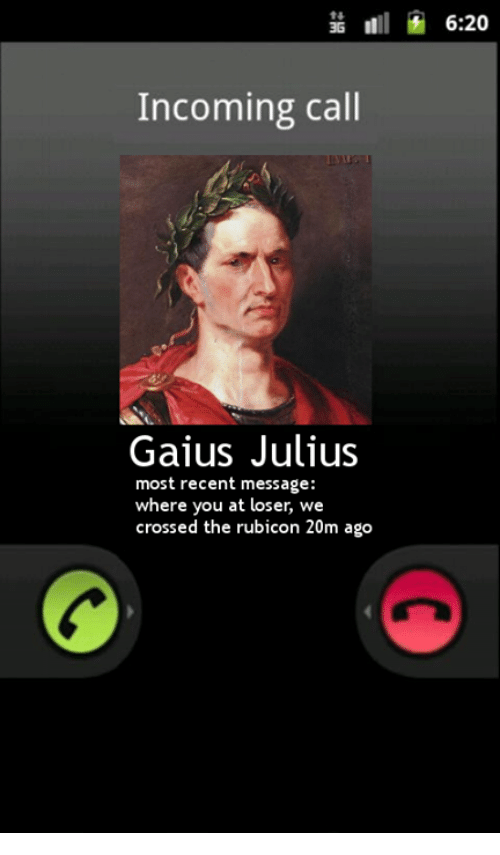 3G 6:20
Incoming call
Gaius Julius
most recent message:
where you at loser, we
crossed the rubicon 20m ago